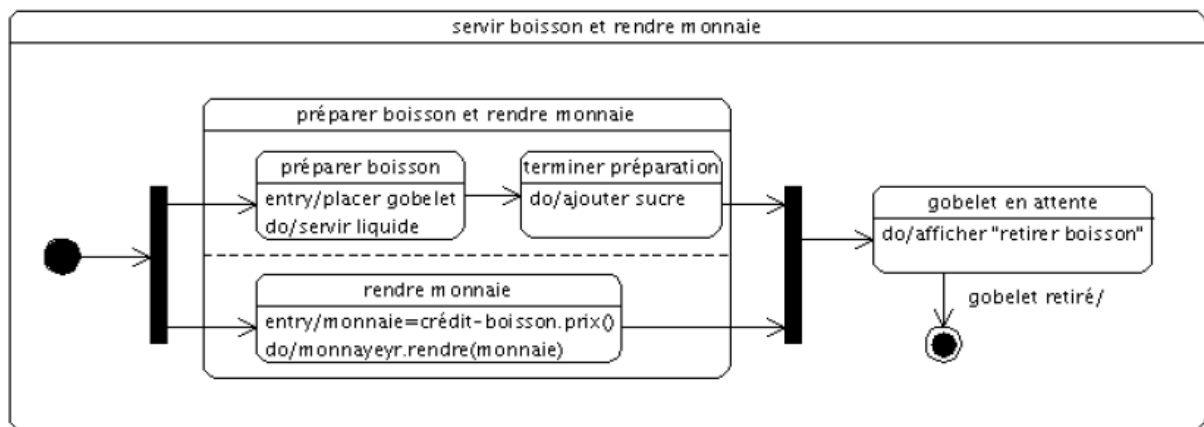 servir boisson et rendre monnaie
préparer boisson et rendre monnaie
préparer boisson
entry/placer gobelet
do/servir liquide
terminer préparation
do/ajouter sucre
gobelet en attente
do/afficher "retirer boisson"
rendre monnaie
entry/monnaie=crédit-boisson.prix()
do/monnayeyr.rendre(monnaie)
gobelet retiré/